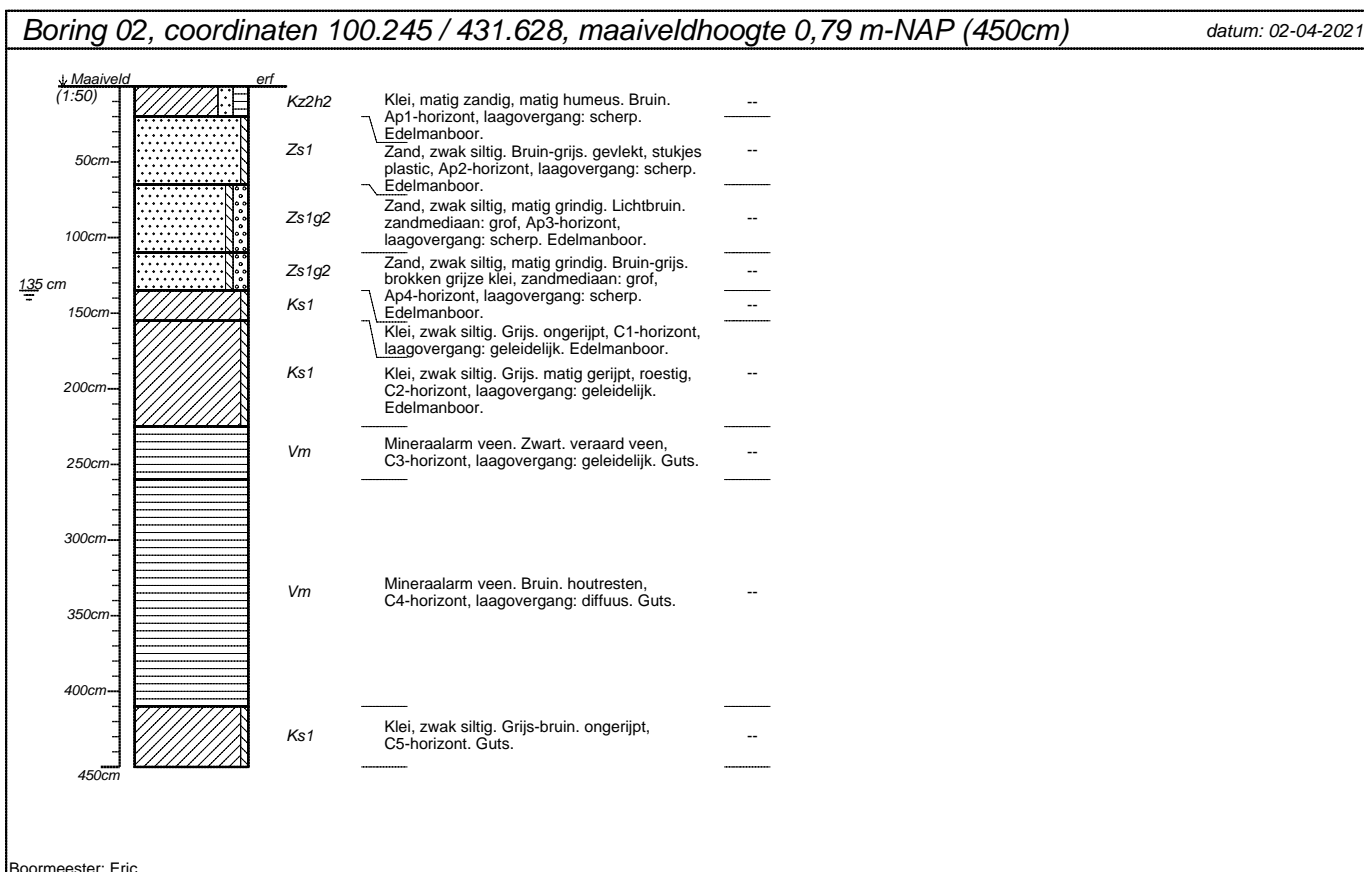 Boring 02, coordinaten 100.245 / 431.628, maaiveldhoogte 0,79 m-NAP (450cm) datum: 02-04-2021
Maaiveld erf
(1:50)
Kz2h2 Klei, matig zandig, matig humeus. Bruin. --
Ap1-horizont, laagovergang: scherp.
Edelmanboor.
50cm Zs1 Zand, zwak siltig. Bruin-grijs. gevlekt, stukjes --
plastic, Ap2-horizont, laagovergang: scherp.
Edelmanboor.
100cm Zs1g2 Zand, zwak siltig, matig grindig. Lichtbruin. --
zandmediaan: grof, Ap3-horizont,
laagovergang: scherp. Edelmanboor.
135 cm Zs1g2 Zand, zwak siltig, matig grindig. Bruin-grijs. --
brokken grijze klei, zandmediaan: grof,
Ap4-horizont, laagovergang: scherp.
Edelmanboor.
150cm Ks1 --
Klei, zwak siltig. Grijs. ongerijpt, C1-horizont,
laagovergang: geleidelijk. Edelmanboor.
200cm Ks1 Klei, zwak siltig. Grijs. matig gerijpt, roestig, --
C2-horizont, laagovergang: geleidelijk.
Edelmanboor.
250cm Vm Mineraalarm veen. Zwart. veraard veen, --
C3-horizont, laagovergang: geleidelijk. Guts.
300cm
Vm Mineraalarm veen. Bruin. houtresten, --
C4-horizont, laagovergang: diffuus. Guts.
350cm
400cm
Ks1 Klei, zwak siltig. Grijs-bruin. ongerijpt, --
C5-horizont. Guts.
450cm
Boormeester: Eric